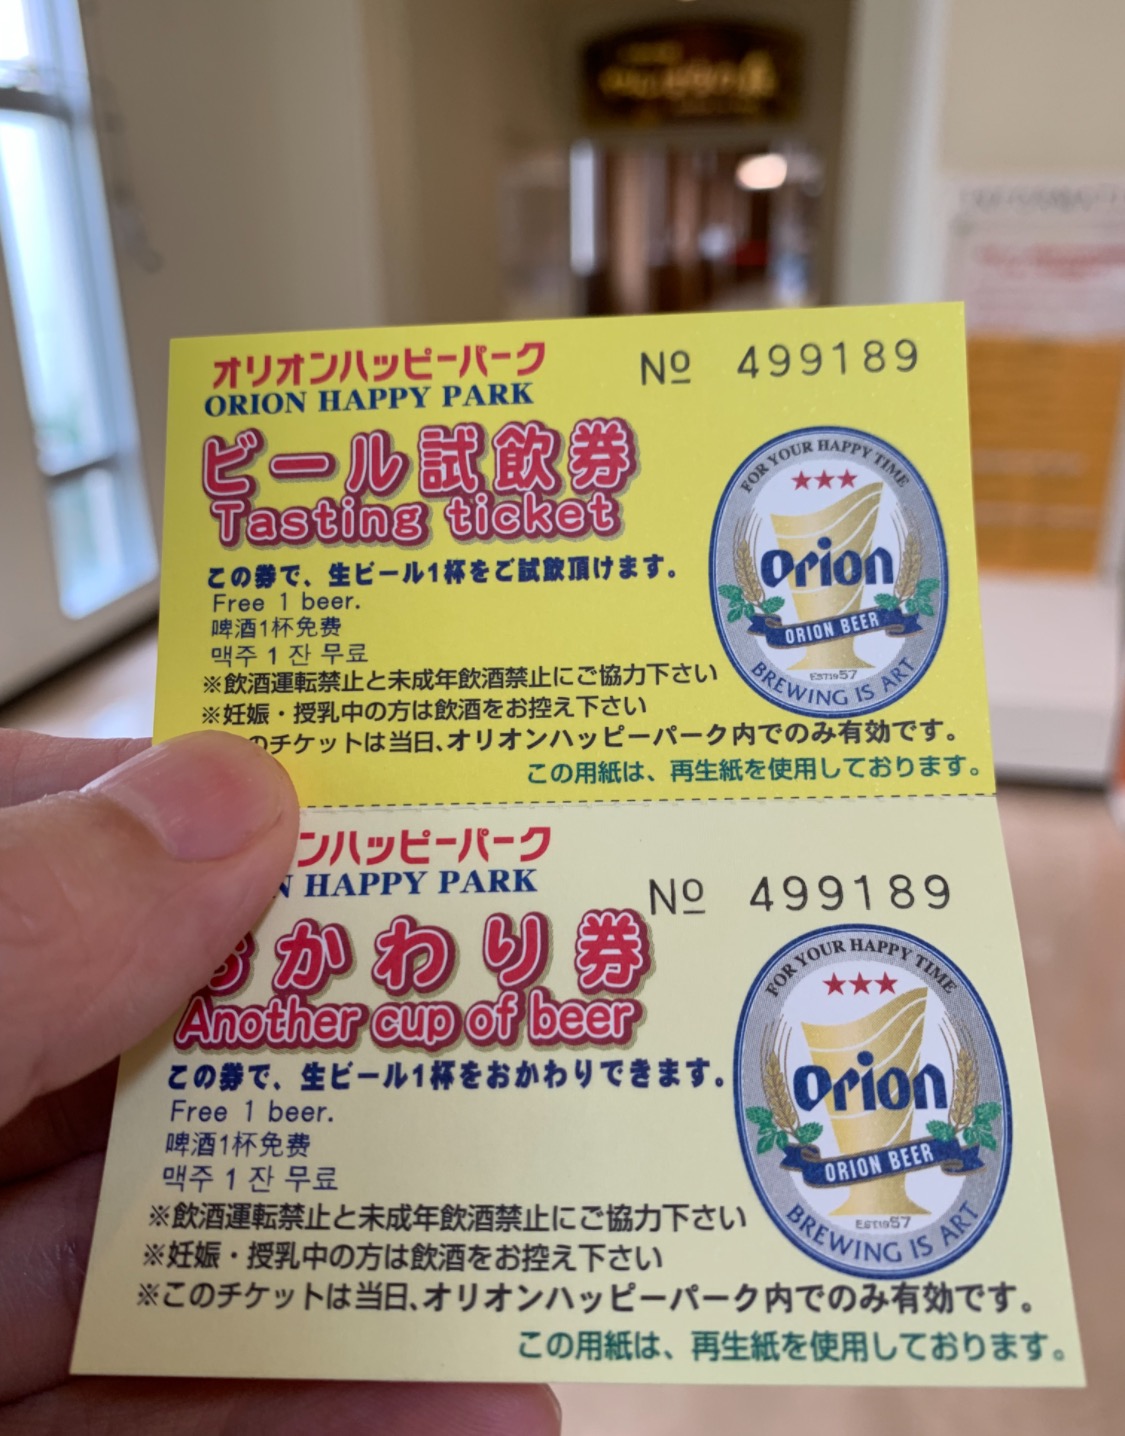 オリオンハッピーパーク
ORION HAPPY PARK
No 499189
ビール試飲券
Tasting ticket
この券で、生ビール1杯をご試飲頂けます。
Free 1 beer.
啤酒1杯免费
맥주 1 잔 무료
※飲酒運転禁止と未成年飲酒禁止にご協力下さい
※妊娠・授乳中の方は飲酒をお控え下さい
のチケットは当日、オリオンハッピーパーク内でのみ有効です。
この用紙は、再生紙を使用しております。
FOR YOUR HAPPY TIME
Orion
ORION BEER
ESTD1957
BREWING IS ART
ンハッピーパーク
N HAPPY PARK
No 499189
おかわり券
Another cup of beer
この券で、生ビール1杯をおかわりできます。
Free 1 beer.
啤酒1杯免费
맥주 1 잔 무료
※飲酒運転禁止と未成年飲酒禁止にご協力下さい
※妊娠・授乳中の方は飲酒をお控え下さい
※このチケットは当日、オリオンハッピーパーク内でのみ有効です。
この用紙は、再生紙を使用しております。
FOR YOUR HAPPY TIME
Orion
ORION BEER
ESTD1957
BREWING IS ART